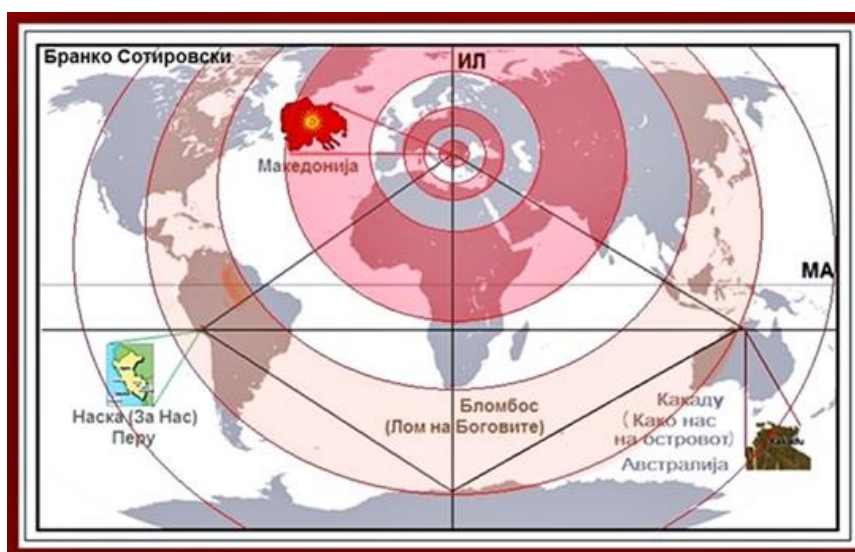 Бранко Сотировски
ИЛ
Македонија
МА
Наска (За Нас)
Перу
Бломбос
(Лом на Боговите)
Какаду
(Како нас
на островот)
Австралија